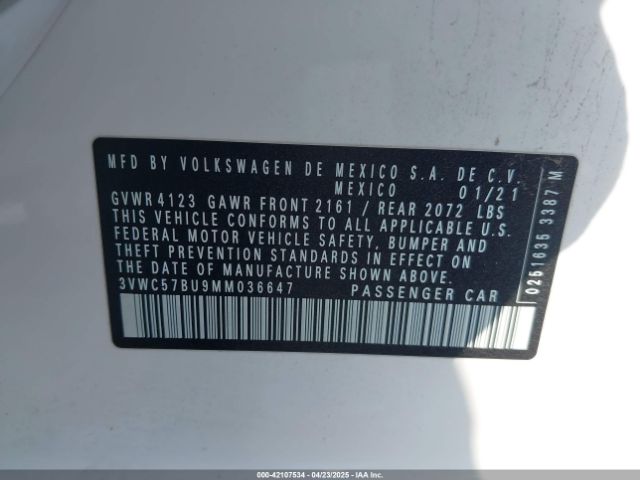 MFD BY VOLKSWAGEN DE MEXICO S.A. DE C.V.
MEXICO 01/21
GVWR 4123 GAWR FRONT 2161 / REAR 2072 LBS
THIS VEHICLE CONFORMS TO ALL APPLICABLE U.S.
FEDERAL MOTOR VEHICLE SAFETY, BUMPER AND
THEFT PREVENTION STANDARDS IN EFFECT ON
THE DATE OF MANUFACTURE SHOWN ABOVE.
3VWC57BU9MM036647 PASSENGER CAR
0251635 3387 M
000-42107534 - 04/23/2025 - IAAI.COM